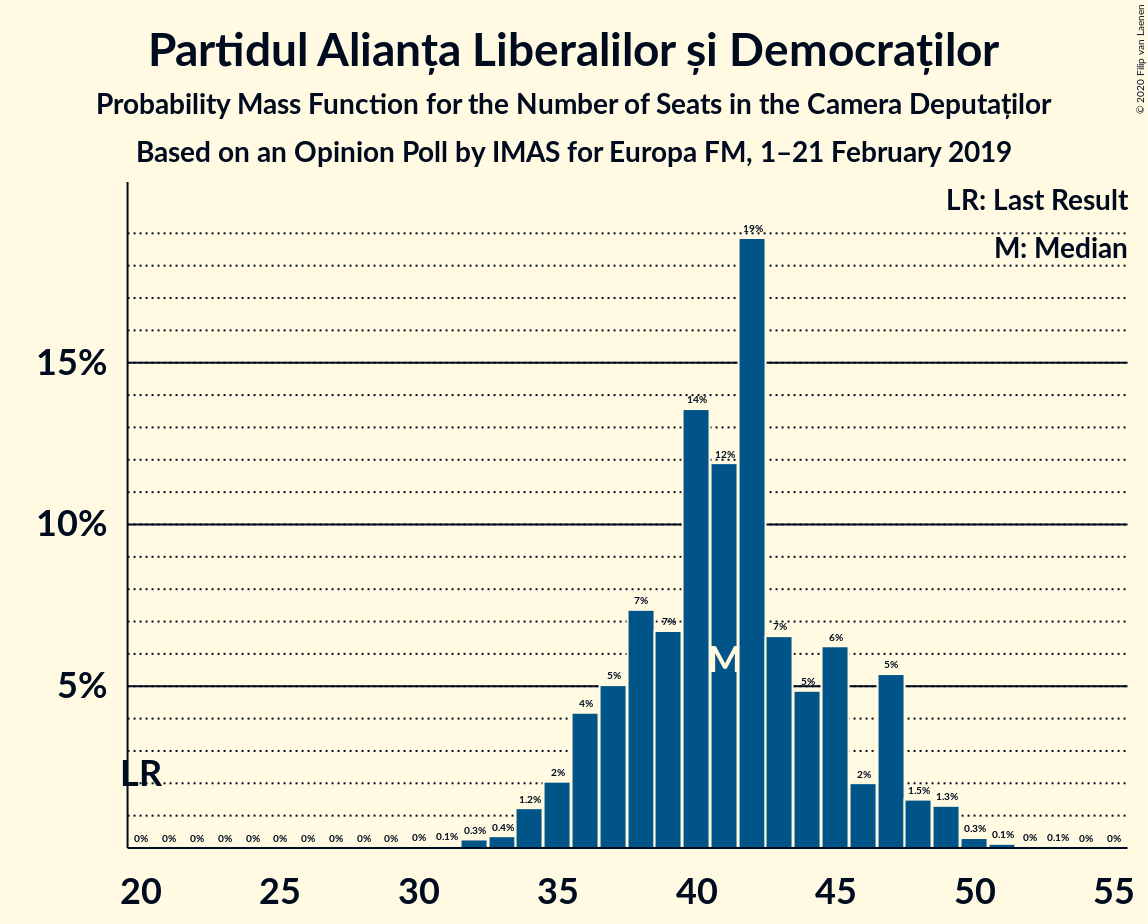 Partidul Alianța Liberalilor și Democraților
Probability Mass Function for the Number of Seats in the Camera Deputaților
Based on an Opinion Poll by IMAS for Europa FM, 1–21 February 2019
© 2020 Filip van Laenen
LR: Last Result
M: Median
15%
10%
5%
LR
M
0% 0% 0% 0% 0% 0% 0% 0% 0% 0% 0% 0.1% 0.3% 0.4% 1.2% 2% 4% 5% 7% 7% 14% 12% 19% 7% 5% 6% 2% 5% 1.5% 1.3% 0.3% 0.1% 0% 0.1% 0% 0%
20 25 30 35 40 45 50 55